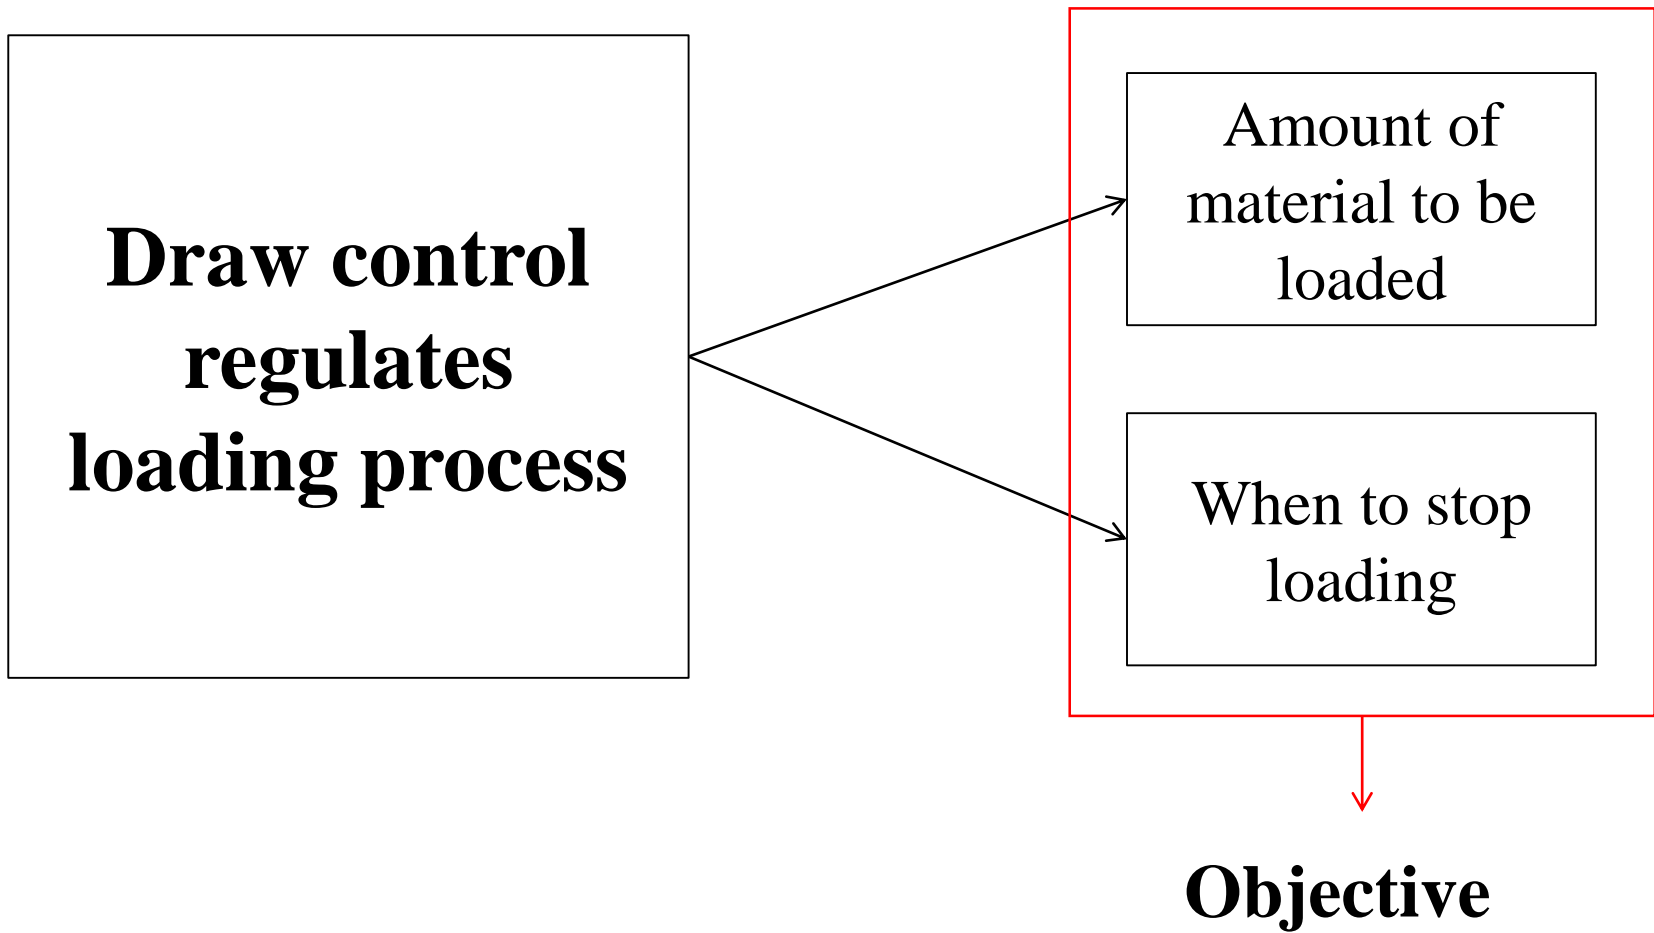 Draw control
regulates
loading process
Amount of
material to be
loaded
When to stop
loading
Objective